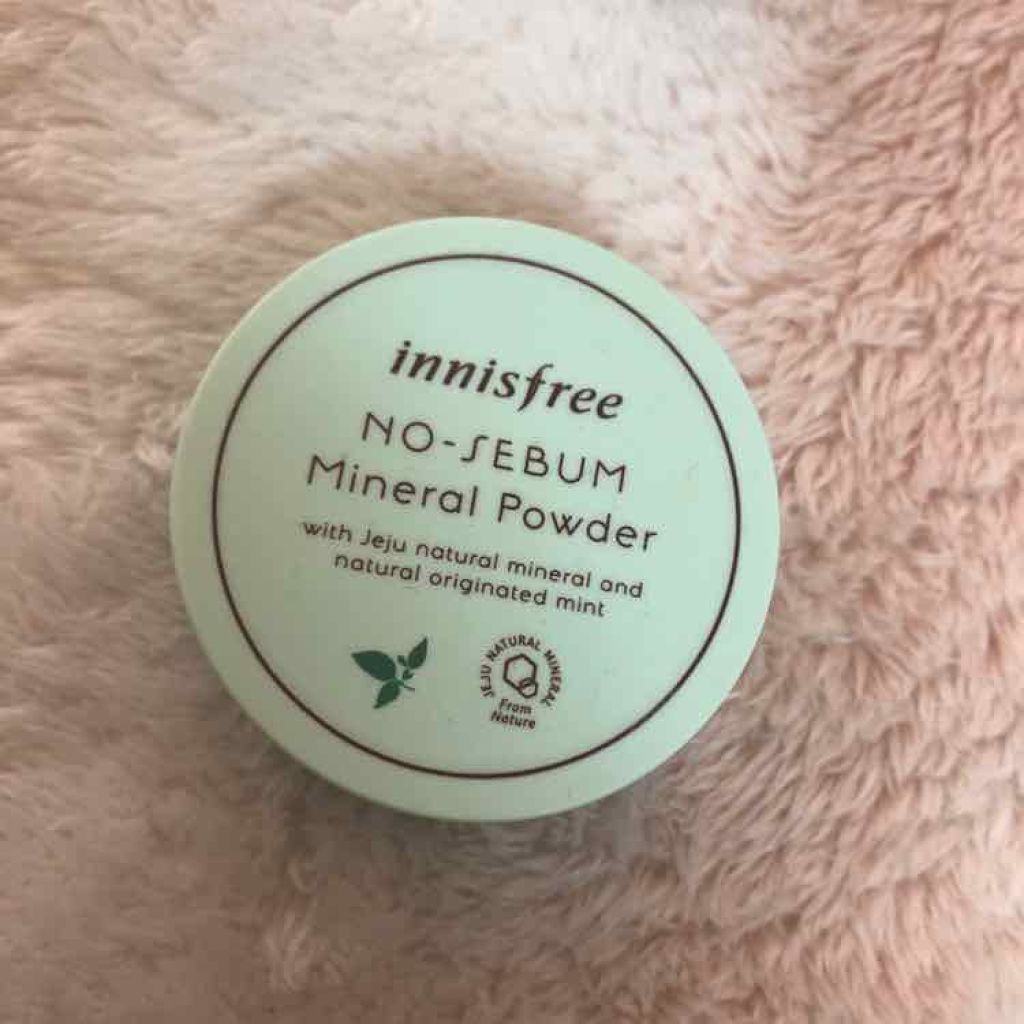 innisfree
NO-SEBUM
Mineral Powder
with Jeju natural mineral and
natural originated mint
JEJU NATURAL MINERAL
From
Nature